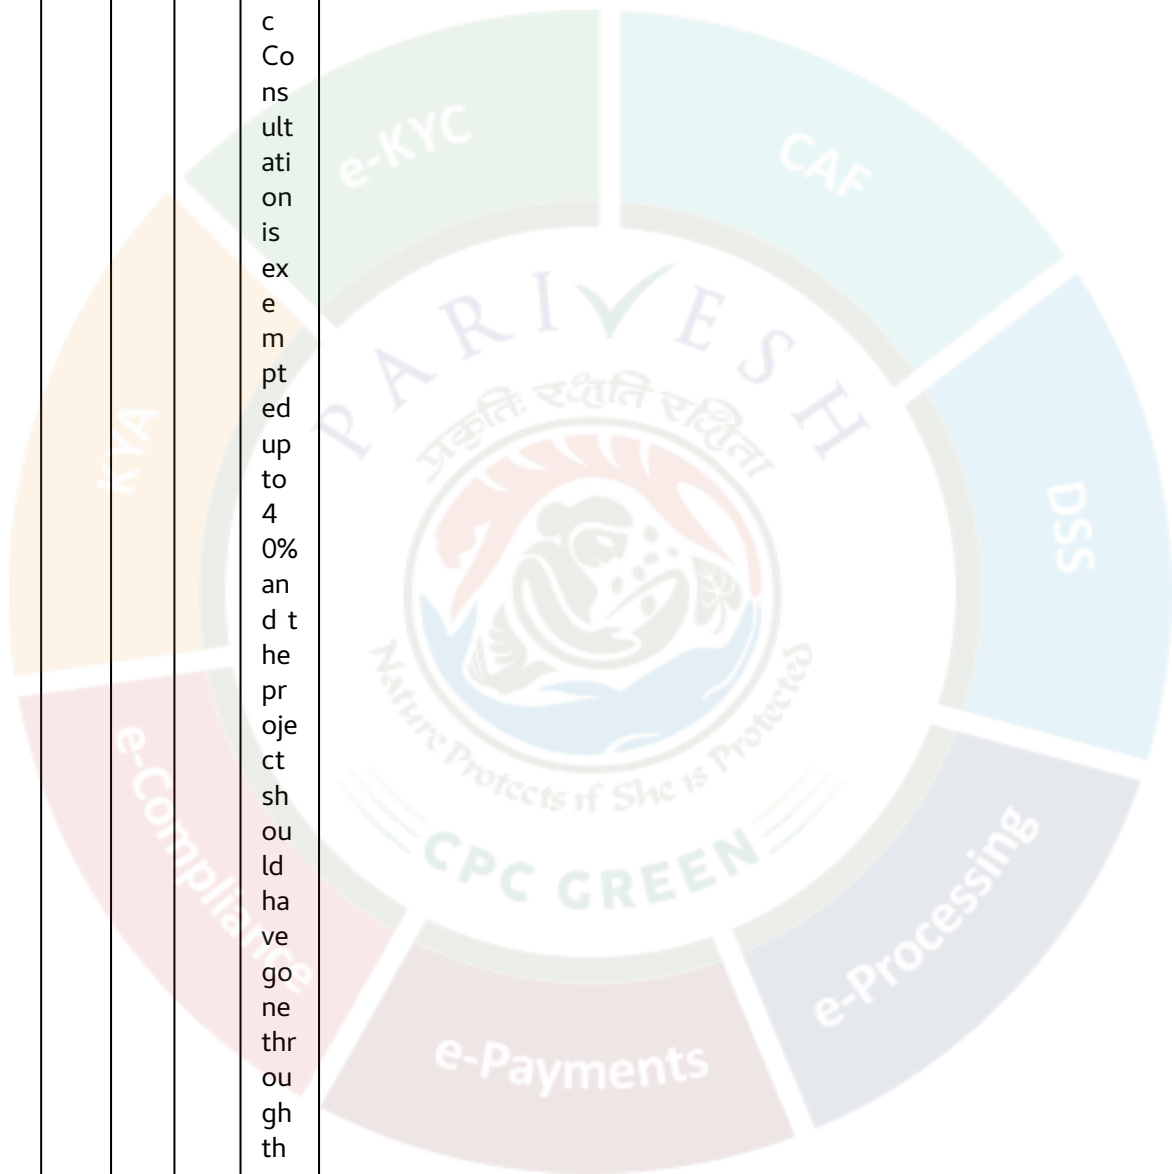 c
Co
ns
ult
ati
on
is
ex
e
m
pt
ed
up
to
4
0%
an
d t
he
pr
oje
ct
sh
ou
ld
ha
ve
go
ne
thr
ou
gh
th
e-KYC
CAF
DSS
e-Processing
e-Payments
e-Compliance
KYA
PARIVESH
प्रकृतिः रक्षति रक्षिता
Nature Protects if She is Protected
CPC GREEN